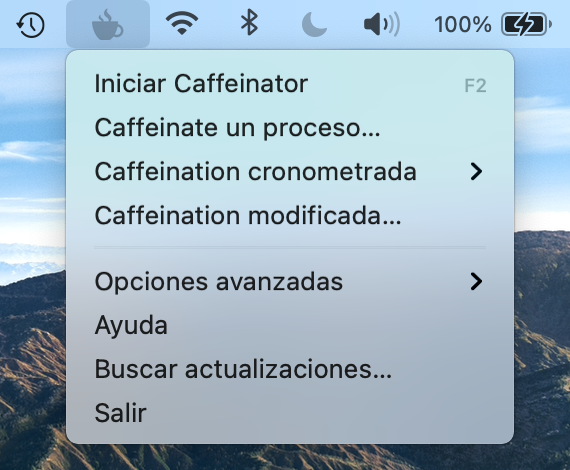 100%
Iniciar Caffeinator F2
Caffeinate un proceso...
Caffeination cronometrada
Caffeination modificada...
Opciones avanzadas
Ayuda
Buscar actualizaciones...
Salir